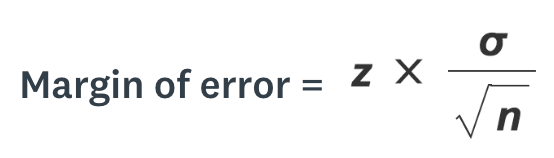 Margin of error = z × σ / √n